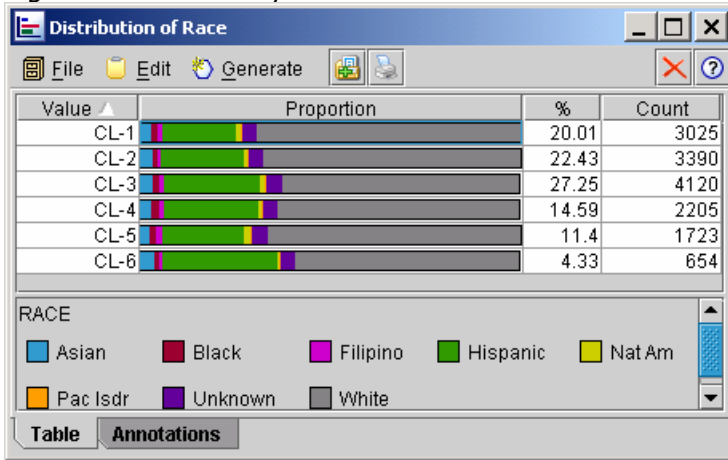 Distribution of Race
File Edit Generate
Value Proportion % Count
CL-1 20.01 3025
CL-2 22.43 3390
CL-3 27.25 4120
CL-4 14.59 2205
CL-5 11.4 1723
CL-6 4.33 654
RACE
Asian Black Filipino Hispanic Nat Am
Pac Isdr Unknown White
Table Annotations